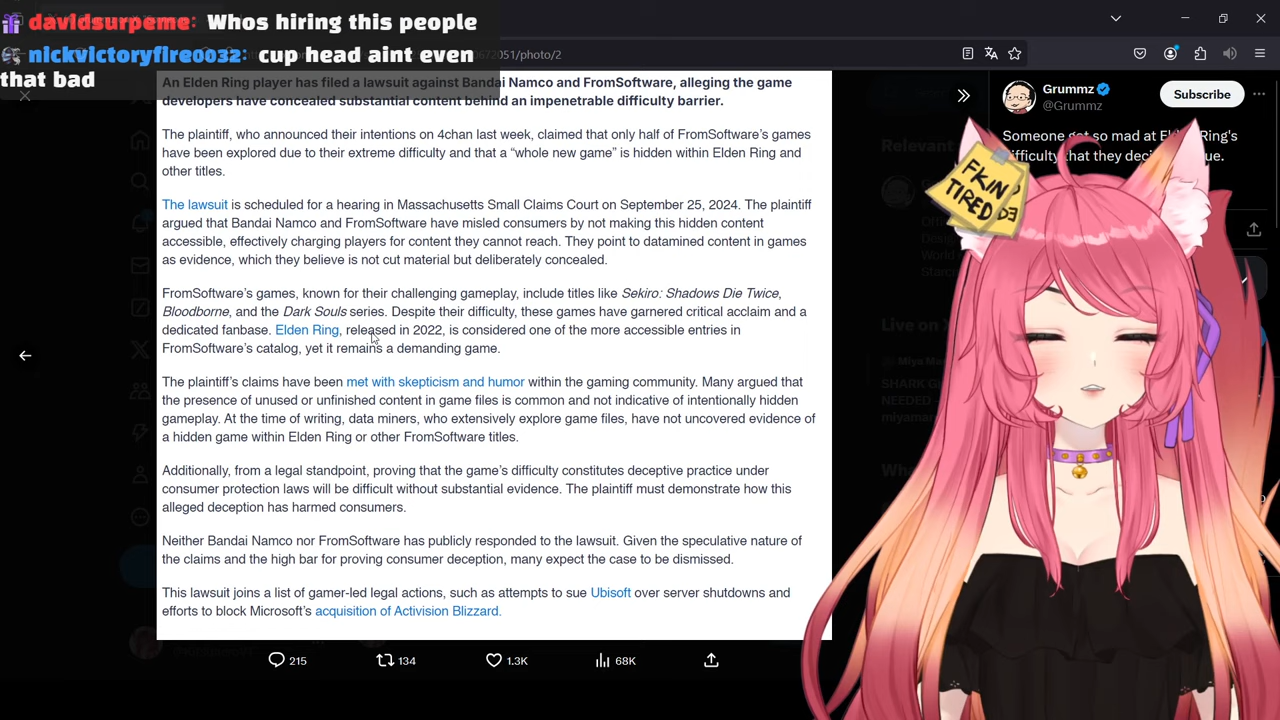 davidsurpeme: Whos hiring this people
nickvictoryfire0032: cup head aint even
that bad
672051/photo/2
An Elden Ring player has filed a lawsuit against Bandai Namco and FromSoftware, alleging the game
developers have concealed substantial content behind an impenetrable difficulty barrier.
The plaintiff, who announced their intentions on 4chan last week, claimed that only half of FromSoftware's games
have been explored due to their extreme difficulty and that a “whole new game” is hidden within Elden Ring and
other titles.
The lawsuit is scheduled for a hearing in Massachusetts Small Claims Court on September 25, 2024. The plaintiff
argued that Bandai Namco and FromSoftware have misled consumers by not making this hidden content
accessible, effectively charging players for content they cannot reach. They point to datamined content in games
as evidence, which they believe is not cut material but deliberately concealed.
FromSoftware's games, known for their challenging gameplay, include titles like Sekiro: Shadows Die Twice,
Bloodborne, and the Dark Souls series. Despite their difficulty, these games have garnered critical acclaim and a
dedicated fanbase. Elden Ring, released in 2022, is considered one of the more accessible entries in
FromSoftware's catalog, yet it remains a demanding game.
The plaintiff's claims have been met with skepticism and humor within the gaming community. Many argued that
the presence of unused or unfinished content in game files is common and not indicative of intentionally hidden
gameplay. At the time of writing, data miners, who extensively explore game files, have not uncovered evidence of
a hidden game within Elden Ring or other FromSoftware titles.
Additionally, from a legal standpoint, proving that the game's difficulty constitutes deceptive practice under
consumer protection laws will be difficult without substantial evidence. The plaintiff must demonstrate how this
alleged deception has harmed consumers.
Neither Bandai Namco nor FromSoftware has publicly responded to the lawsuit. Given the speculative nature of
the claims and the high bar for proving consumer deception, many expect the case to be dismissed.
This lawsuit joins a list of gamer-led legal actions, such as attempts to sue Ubisoft over server shutdowns and
efforts to block Microsoft's acquisition of Activision Blizzard.
215
134
1.3K
68K
Grummz
@Grummz
Subscribe
Someone got so mad at Elden Ring's
difficulty that they
Relevant
Live on X
SHARK
NEEDED
miyamar
FKIN
TIRED